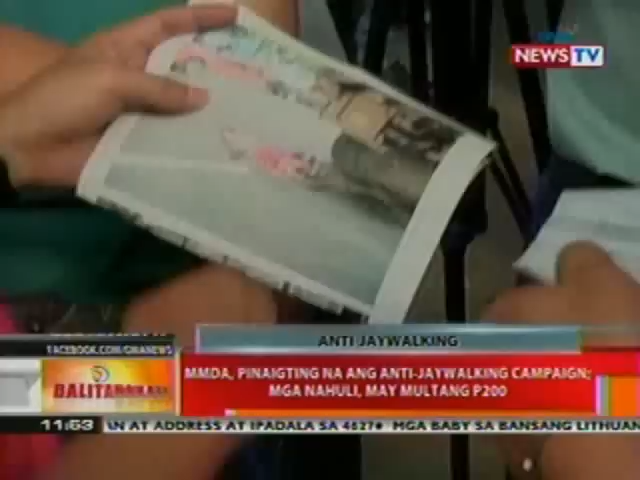 NEWS TV
ANTI JAYWALKING
FACEBOOK.COM/GMANEWS
MMDA, PINAIGTING NA ANG ANTI-JAYWALKING CAMPAIGN;
MGA NAHULI, MAY MULTANG P200
BALITANGHALI
11:53
AN AT ADDRESS AT IPADALA SA 4627 • MGA BABY SA BANSANG LITHUAN